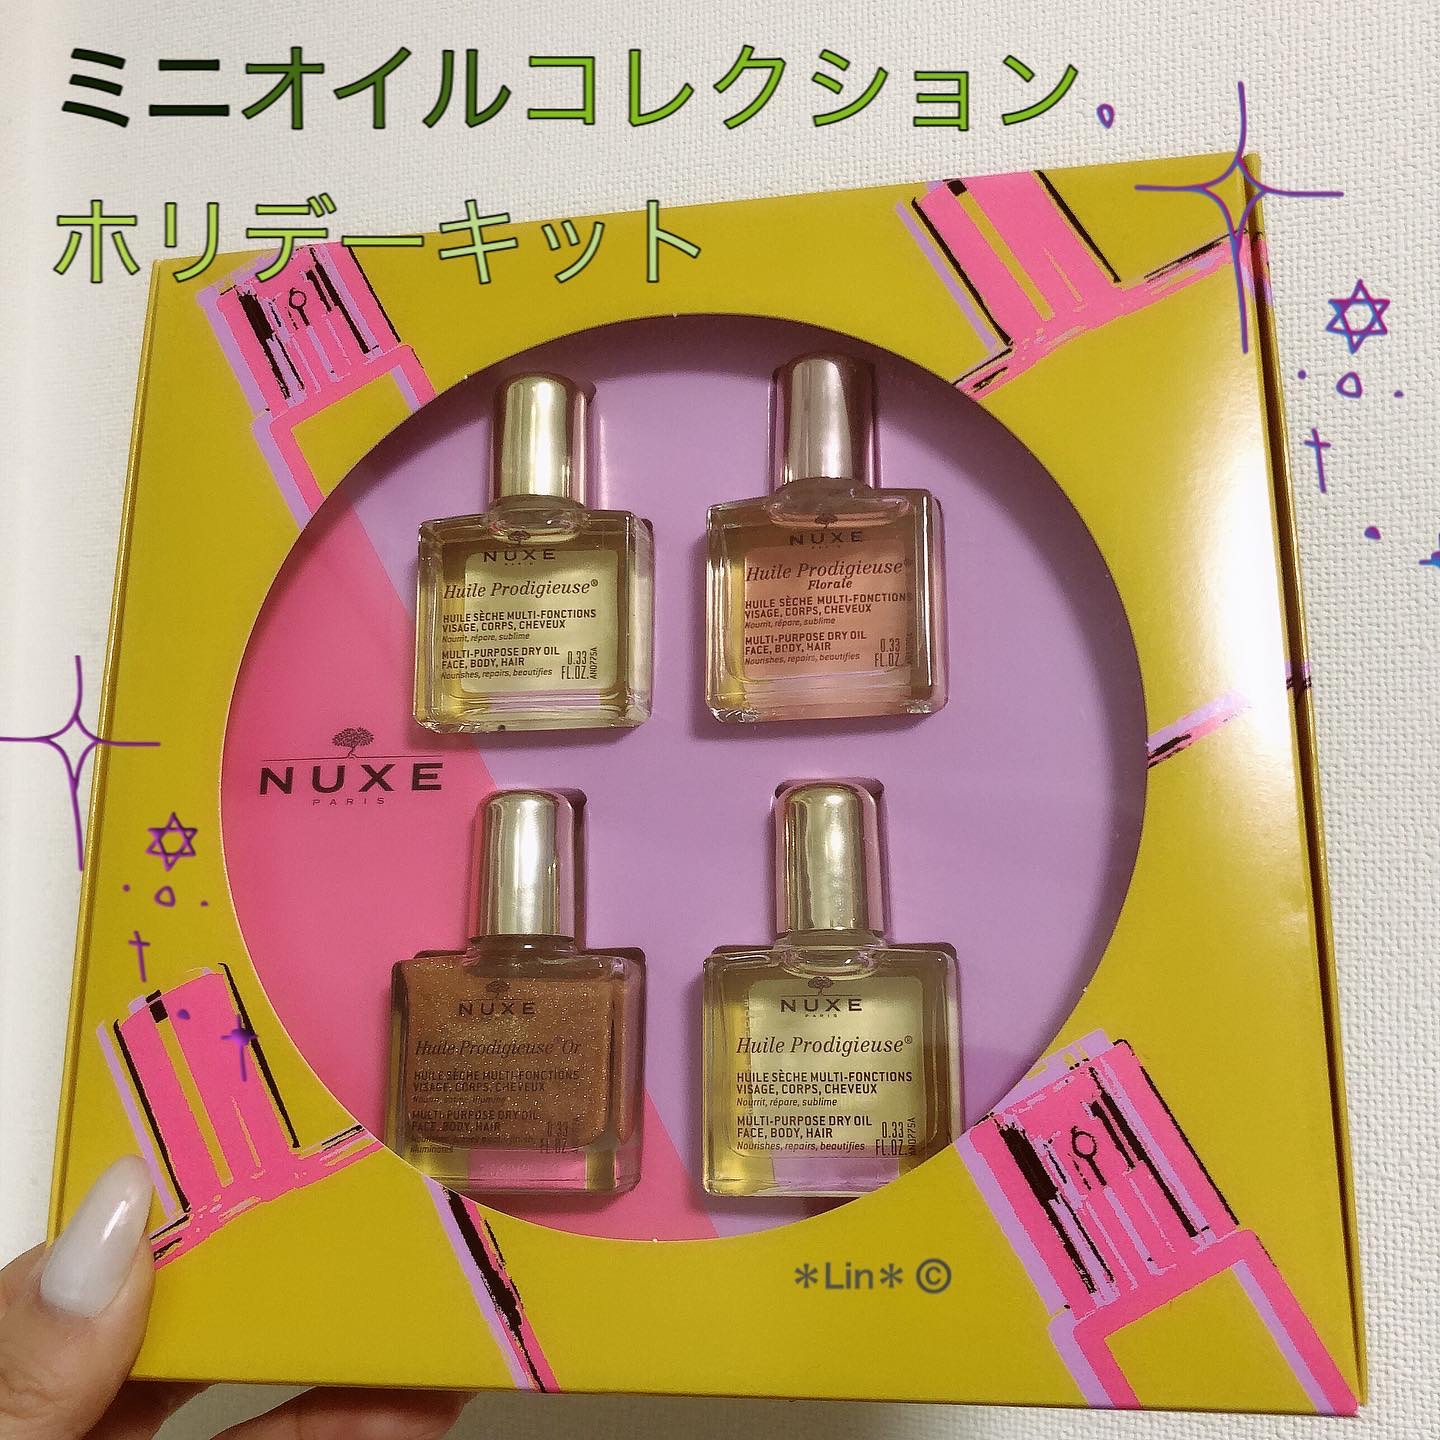 ミニオイルコレクション。
ホリデーキット
NUXE
PARIS
Huile Prodigieuse®
HUILE SÈCHE MULTI-FONCTIONS
VISAGE, CORPS, CHEVEUX
Nourrit, répare, sublime
MULTI-PURPOSE DRY OIL
FACE, BODY, HAIR
Nourishes, repairs, beautifies
0.33
FL.OZ.
NUXE
PARIS
Huile Prodigieuse®
Florale
HUILE SÈCHE MULTI-FONCTIONS
VISAGE, CORPS, CHEVEUX
Nourrit, répare, sublime
MULTI-PURPOSE DRY OIL
FACE, BODY, HAIR
Nourishes, repairs, beautifies
0.33
FL.OZ.
NUXE
PARIS
NUXE
Huile Prodigieuse Or
HUILE SÈCHE MULTI-FONCTIONS
VISAGE, CORPS, CHEVEUX
MULTI-PURPOSE DRY OIL
FACE, BODY, HAIR
0.33
FL.OZ.
NUXE
PARIS
Huile Prodigieuse®
HUILE SÈCHE MULTI-FONCTIONS
VISAGE, CORPS, CHEVEUX
Nourrit, répare, sublime
MULTI-PURPOSE DRY OIL
FACE, BODY, HAIR
Nourishes, repairs, beautifies
0.33
FL.OZ.
*Lin* ©